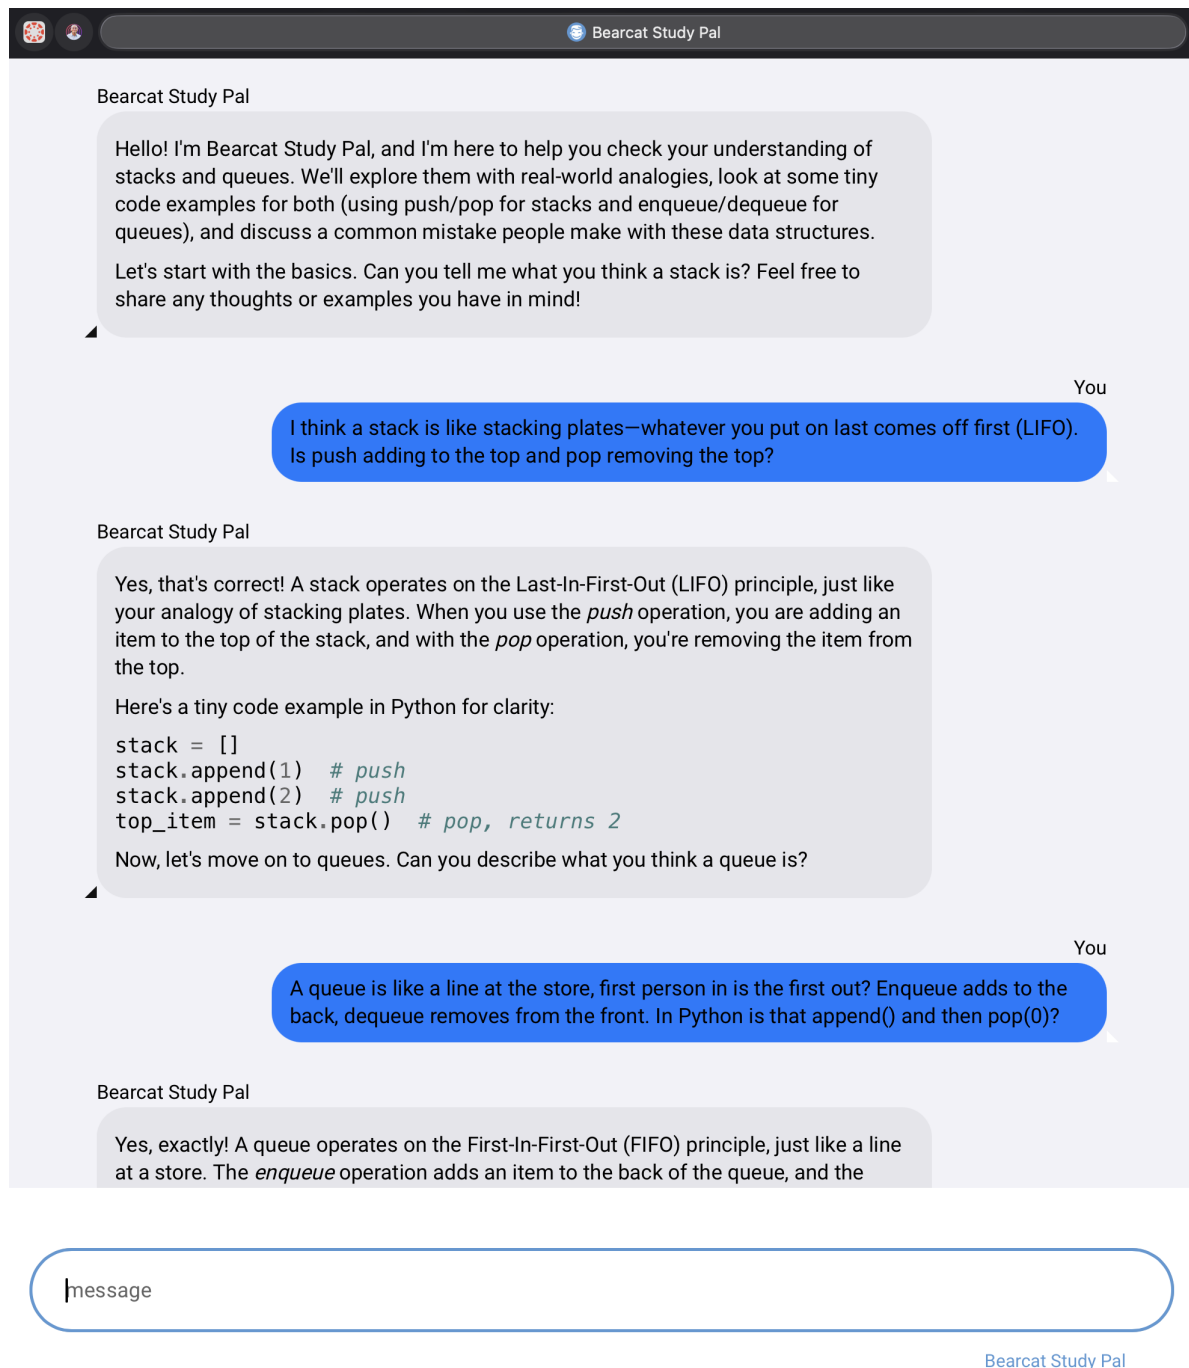 Bearcat Study Pal
Bearcat Study Pal
Hello! I'm Bearcat Study Pal, and I'm here to help you check your understanding of
stacks and queues. We'll explore them with real-world analogies, look at some tiny
code examples for both (using push/pop for stacks and enqueue/dequeue for
queues), and discuss a common mistake people make with these data structures.
Let's start with the basics. Can you tell me what you think a stack is? Feel free to
share any thoughts or examples you have in mind!
You
I think a stack is like stacking plates—whatever you put on last comes off first (LIFO).
Is push adding to the top and pop removing the top?
Bearcat Study Pal
Yes, that's correct! A stack operates on the Last-In-First-Out (LIFO) principle, just like
your analogy of stacking plates. When you use the push operation, you are adding an
item to the top of the stack, and with the pop operation, you're removing the item from
the top.
Here's a tiny code example in Python for clarity:
stack = []
stack.append(1)  # push
stack.append(2)  # push
top_item = stack.pop()  # pop, returns 2
Now, let's move on to queues. Can you describe what you think a queue is?
You
A queue is like a line at the store, first person in is the first out? Enqueue adds to the
back, dequeue removes from the front. In Python is that append() and then pop(0)?
Bearcat Study Pal
Yes, exactly! A queue operates on the First-In-First-Out (FIFO) principle, just like a line
at a store. The enqueue operation adds an item to the back of the queue, and the
message
Bearcat Study Pal